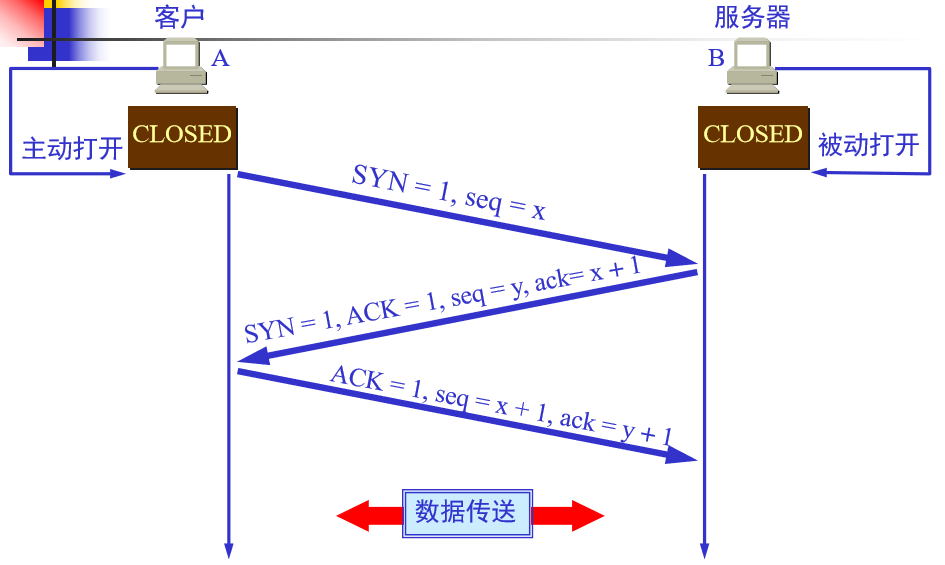 客户
服务器
A
B
CLOSED
CLOSED
主动打开
被动打开
SYN = 1, seq = x
SYN = 1, ACK = 1, seq = y, ack= x + 1
ACK = 1, seq = x + 1, ack = y + 1
数据传送